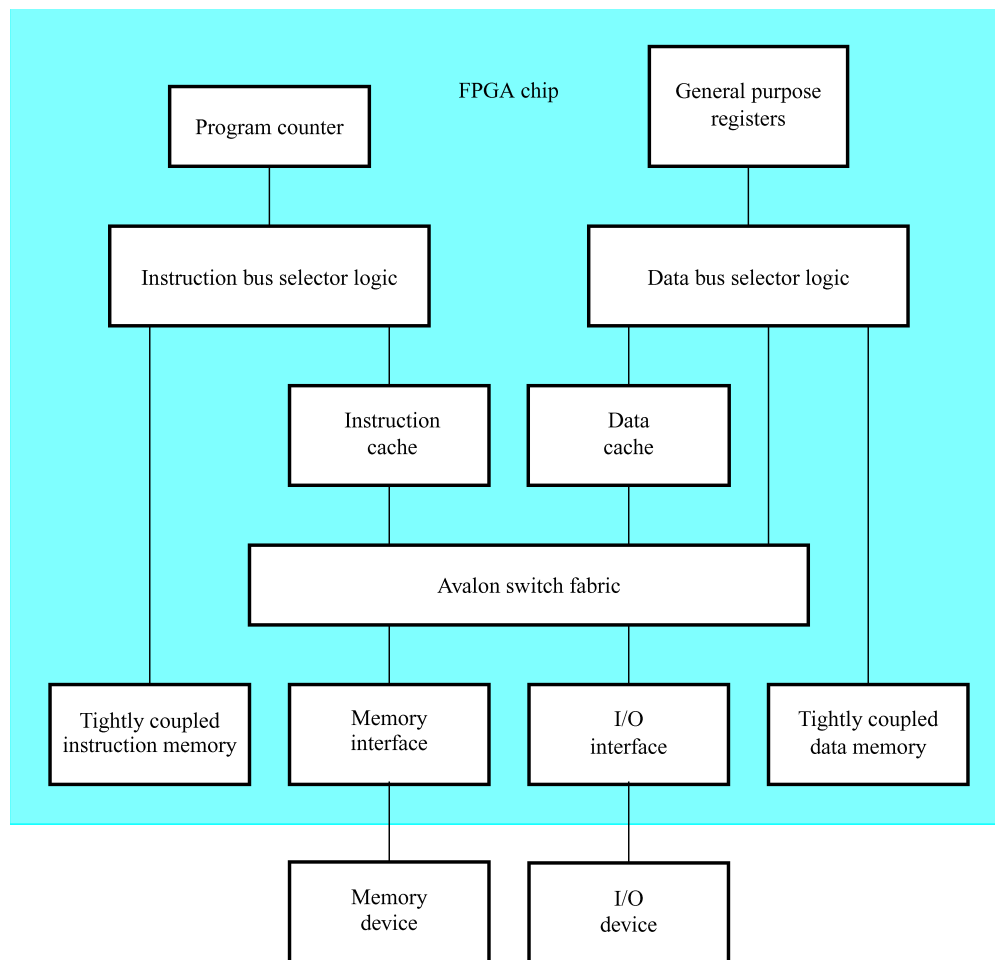 FPGA chip
General purpose
registers
Program counter
Instruction bus selector logic
Data bus selector logic
Instruction
cache
Data
cache
Avalon switch fabric
Tightly coupled
instruction memory
Memory
interface
I/O
interface
Tightly coupled
data memory
Memory
device
I/O
device